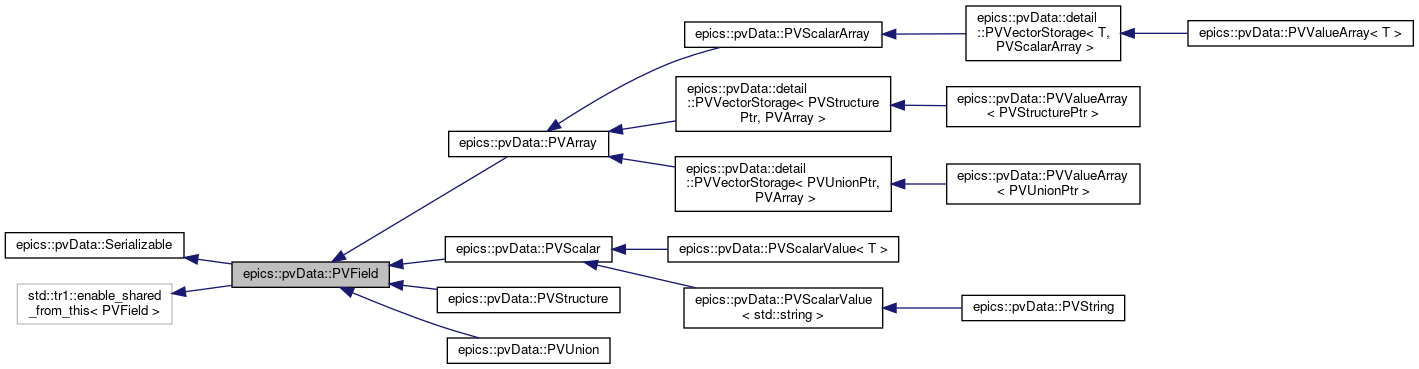 epics::pvData::PVScalarArray
epics::pvData::detail
::PVVectorStorage< T,
PVScalarArray >
epics::pvData::PVValueArray< T >
epics::pvData::detail
::PVVectorStorage< PVStructure
Ptr, PVArray >
epics::pvData::PVValueArray
< PVStructurePtr >
epics::pvData::PVArray
epics::pvData::detail
::PVVectorStorage< PVUnionPtr,
PVArray >
epics::pvData::PVValueArray
< PVUnionPtr >
epics::pvData::Serializable
epics::pvData::PVScalar
epics::pvData::PVScalarValue< T >
epics::pvData::PVField
std::tr1::enable_shared
_from_this< PVField >
epics::pvData::PVStructure
epics::pvData::PVScalarValue
< std::string >
epics::pvData::PVString
epics::pvData::PVUnion